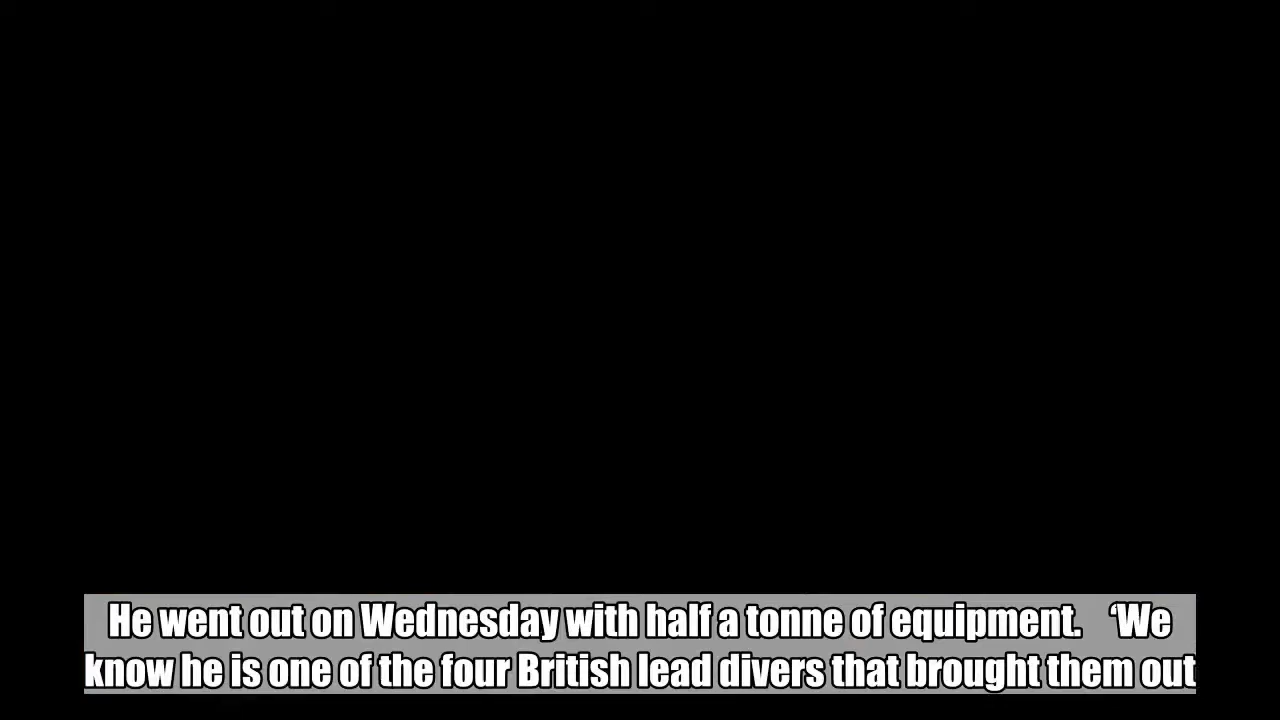 He went out on Wednesday with half a tonne of equipment.    ‘We
know he is one of the four British lead divers that brought them out